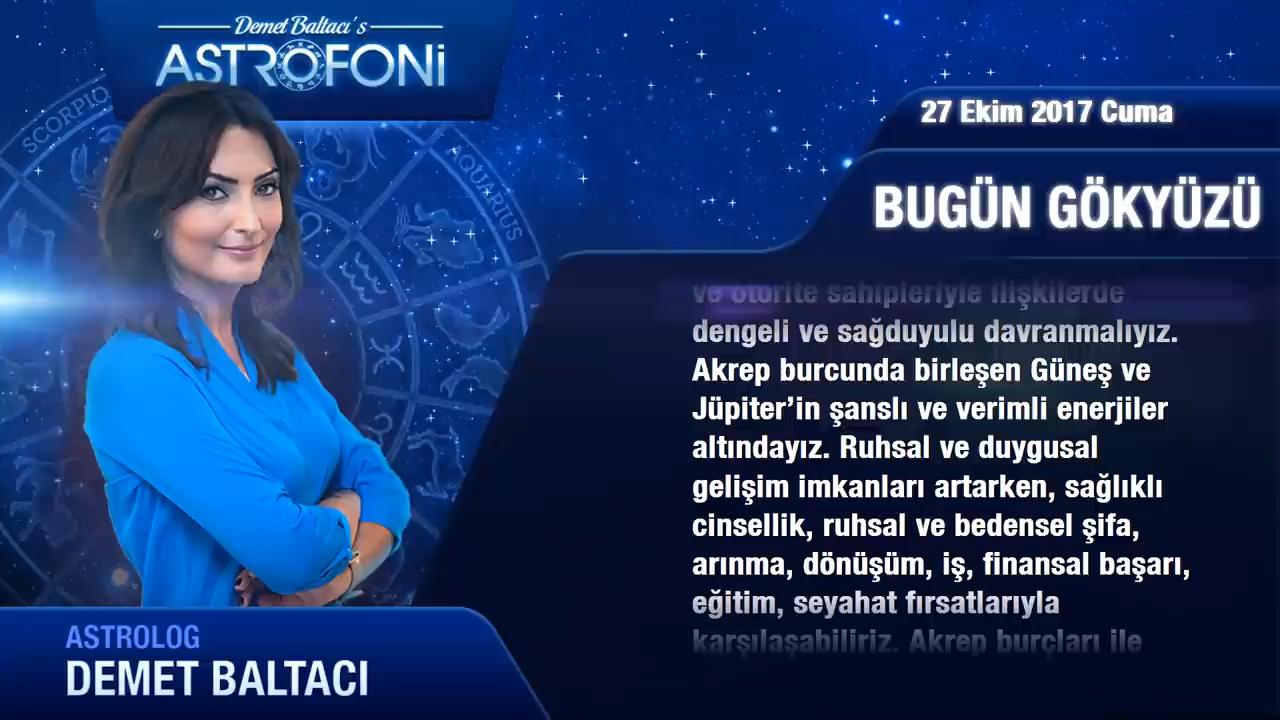 Demet Baltacı's
ASTROFONİ
SCORPIO
AQUARIUS
27 Ekim 2017 Cuma
BUGÜN GÖKYÜZÜ
ve otorite sahipleriyle ilişkilerde
dengeli ve sağduyulu davranmalıyız.
Akrep burcunda birleşen Güneş ve
Jüpiter'in şanslı ve verimli enerjiler
altındayız. Ruhsal ve duygusal
gelişim imkanları artarken, sağlıklı
cinsellik, ruhsal ve bedensel şifa,
arınma, dönüşüm, iş, finansal başarı,
eğitim, seyahat fırsatlarıyla
karşılaşabiliriz. Akrep burçları ile
ASTROLOG
DEMET BALTACI